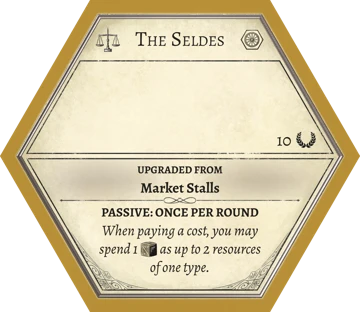 The Seldes
10
UPGRADED FROM
Market Stalls
PASSIVE: ONCE PER ROUND
When paying a cost, you may
spend 1 as up to 2 resources
of one type.